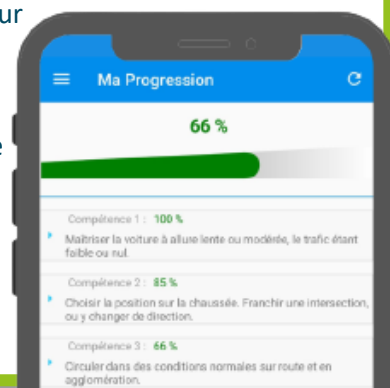 ur
Ma Progression
66 %
e
Compétence 1 : 100 %
Maîtriser la voiture à allure lente ou modérée, le trafic étant
faible ou nul.
Compétence 2 : 85 %
Choisir la position sur la chaussée. Franchir une intersection,
ou y changer de direction.
Compétence 3 : 66 %
Circuler dans des conditions normales sur route et en
agglomération.